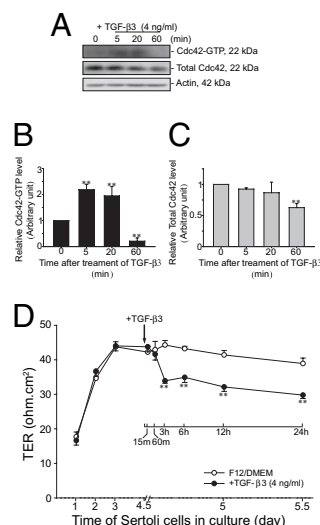 A
+ TGF-β3 (4 ng/ml)
0 5 20 60 (min)
Cdc42-GTP, 22 kDa
Total Cdc42, 22 kDa
Actin, 42 kDa
B
Relative Cdc42-GTP level
(Arbitrary unit)
3
2
1
0
** ** **
0 5 20 60
Time after treament of TGF-β3
(min)
C
Relative Total Cdc42 level
(Arbitrary unit)
1
0.5
0
**
0 5 20 60
Time after treament of TGF-β3
(min)
D
+TGF-β3
TER (ohm.cm²)
60
40
20
0
15m 60m 3h 6h 12h 24h
** ** ** **
F12/DMEM
+TGF-β3 (4 ng/ml)
1 2 3 4.5 5 5.5
Time of Sertoli cells in culture (day)